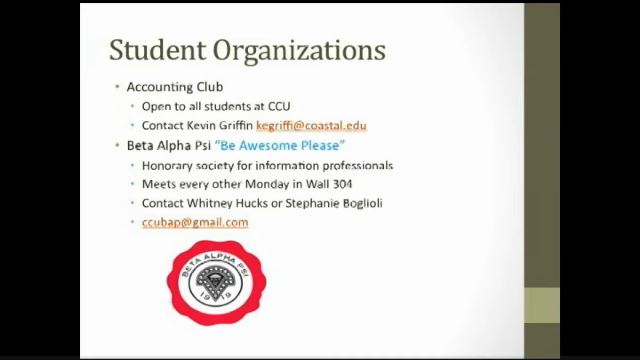 Student Organizations
Accounting Club
Open to all students at CCU
Contact Kevin Griffin kegriffi@coastal.edu
Beta Alpha Psi "Be Awesome Please"
Honorary society for information professionals
Meets every other Monday in Wall 304
Contact Whitney Hucks or Stephanie Boglioli
ccubap@gmail.com
BETA ALPHA PSI
1919